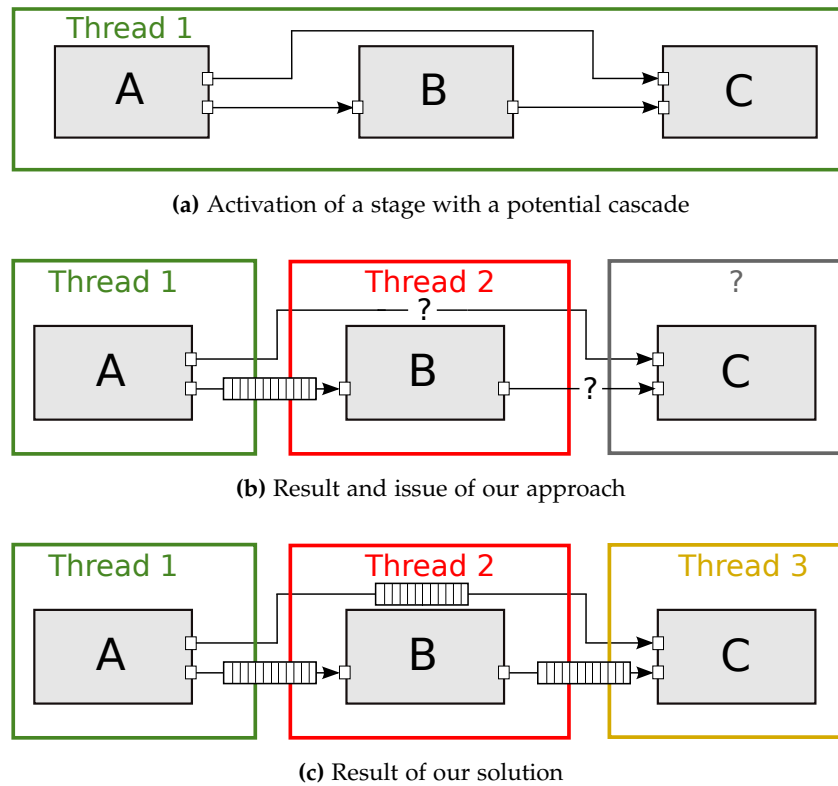 Thread 1
A
B
C
(a) Activation of a stage with a potential cascade
Thread 1
Thread 2
?
?
A
B
?
C
(b) Result and issue of our approach
Thread 1
Thread 2
Thread 3
A
B
C
(c) Result of our solution